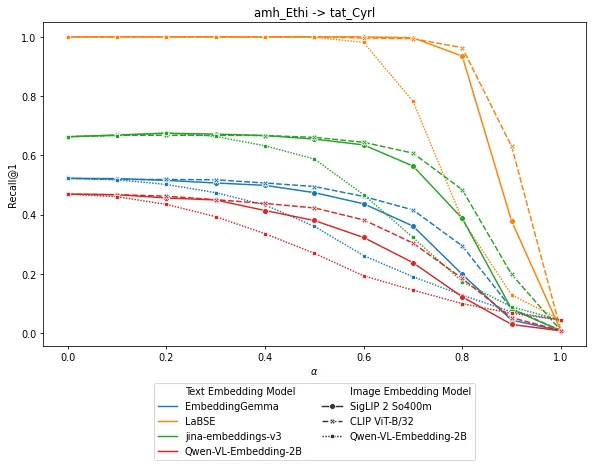 amh_Ethi -> tat_Cyrl
Recall@1
1.0
0.8
0.6
0.4
0.2
0.0
0.0 0.2 0.4 0.6 0.8 1.0
α
Text Embedding Model
EmbeddingGemma
LaBSE
jina-embeddings-v3
Qwen-VL-Embedding-2B
Image Embedding Model
SigLIP 2 So400m
CLIP ViT-B/32
Qwen-VL-Embedding-2B